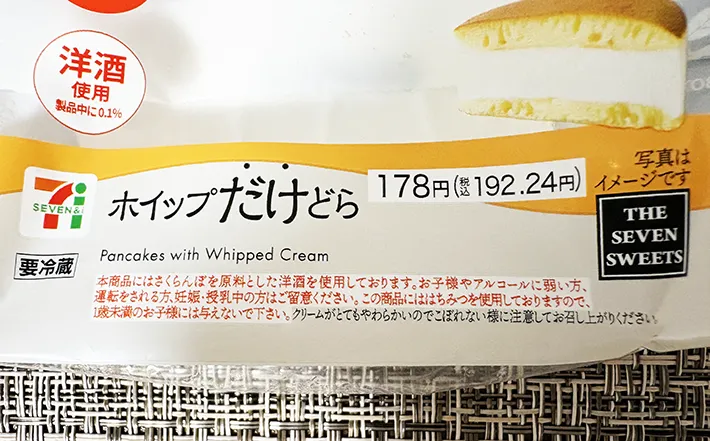 洋酒
使用
製品中に0.1%
写真は
イメージです
SEVEN&i
ホイップだけどら
178円(税込192.24円)
THE
SEVEN
SWEETS
Pancakes with Whipped Cream
要冷蔵
本商品にはさくらんぼを原料とした洋酒を使用しております。お子様やアルコールに弱い方、
運転をされる方、妊娠・授乳中の方はご留意ください。この商品にははちみつを使用しておりますので、
1歳未満のお子様には与えないで下さい。クリームがとてもやわらかいのでこぼれない様に注意してお召し上がりください。